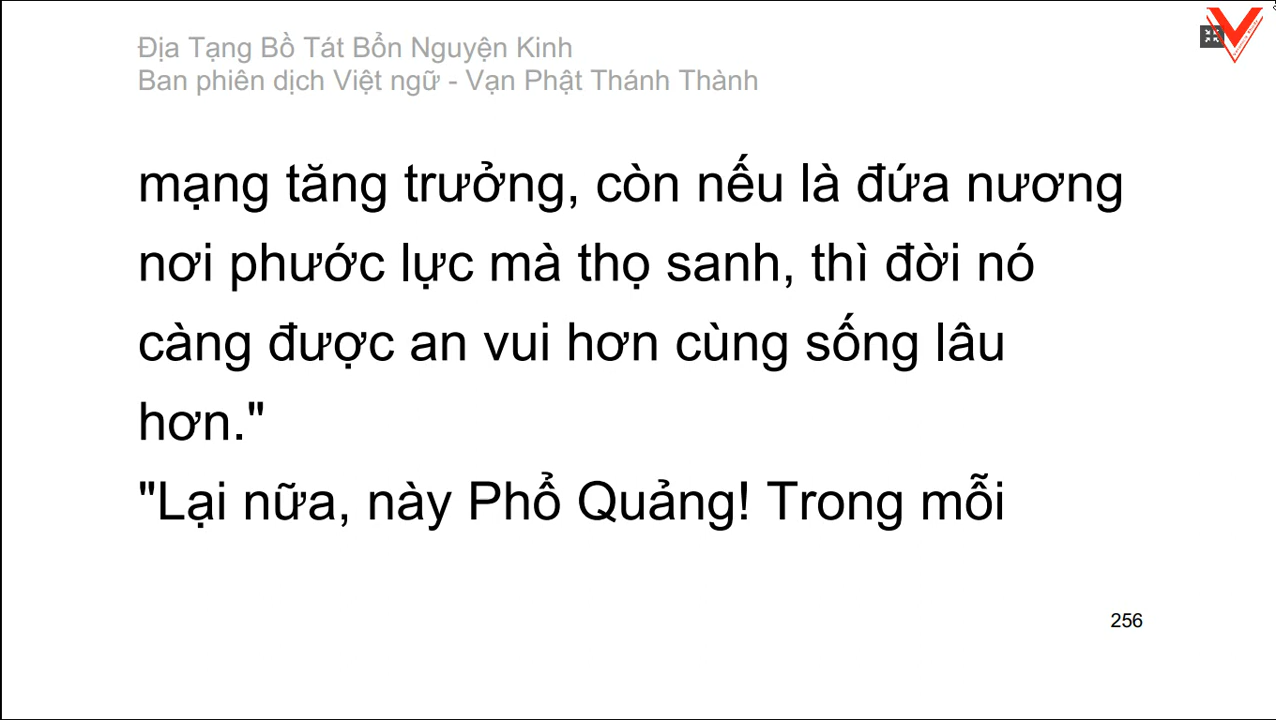 Địa Tạng Bồ Tát Bổn Nguyện Kinh
Ban phiên dịch Việt ngữ - Vạn Phật Thánh Thành
mạng tăng trưởng, còn nếu là đứa nương
nơi phước lực mà thọ sanh, thì đời nó
càng được an vui hơn cùng sống lâu
hơn."
"Lại nữa, này Phổ Quảng! Trong mỗi
256